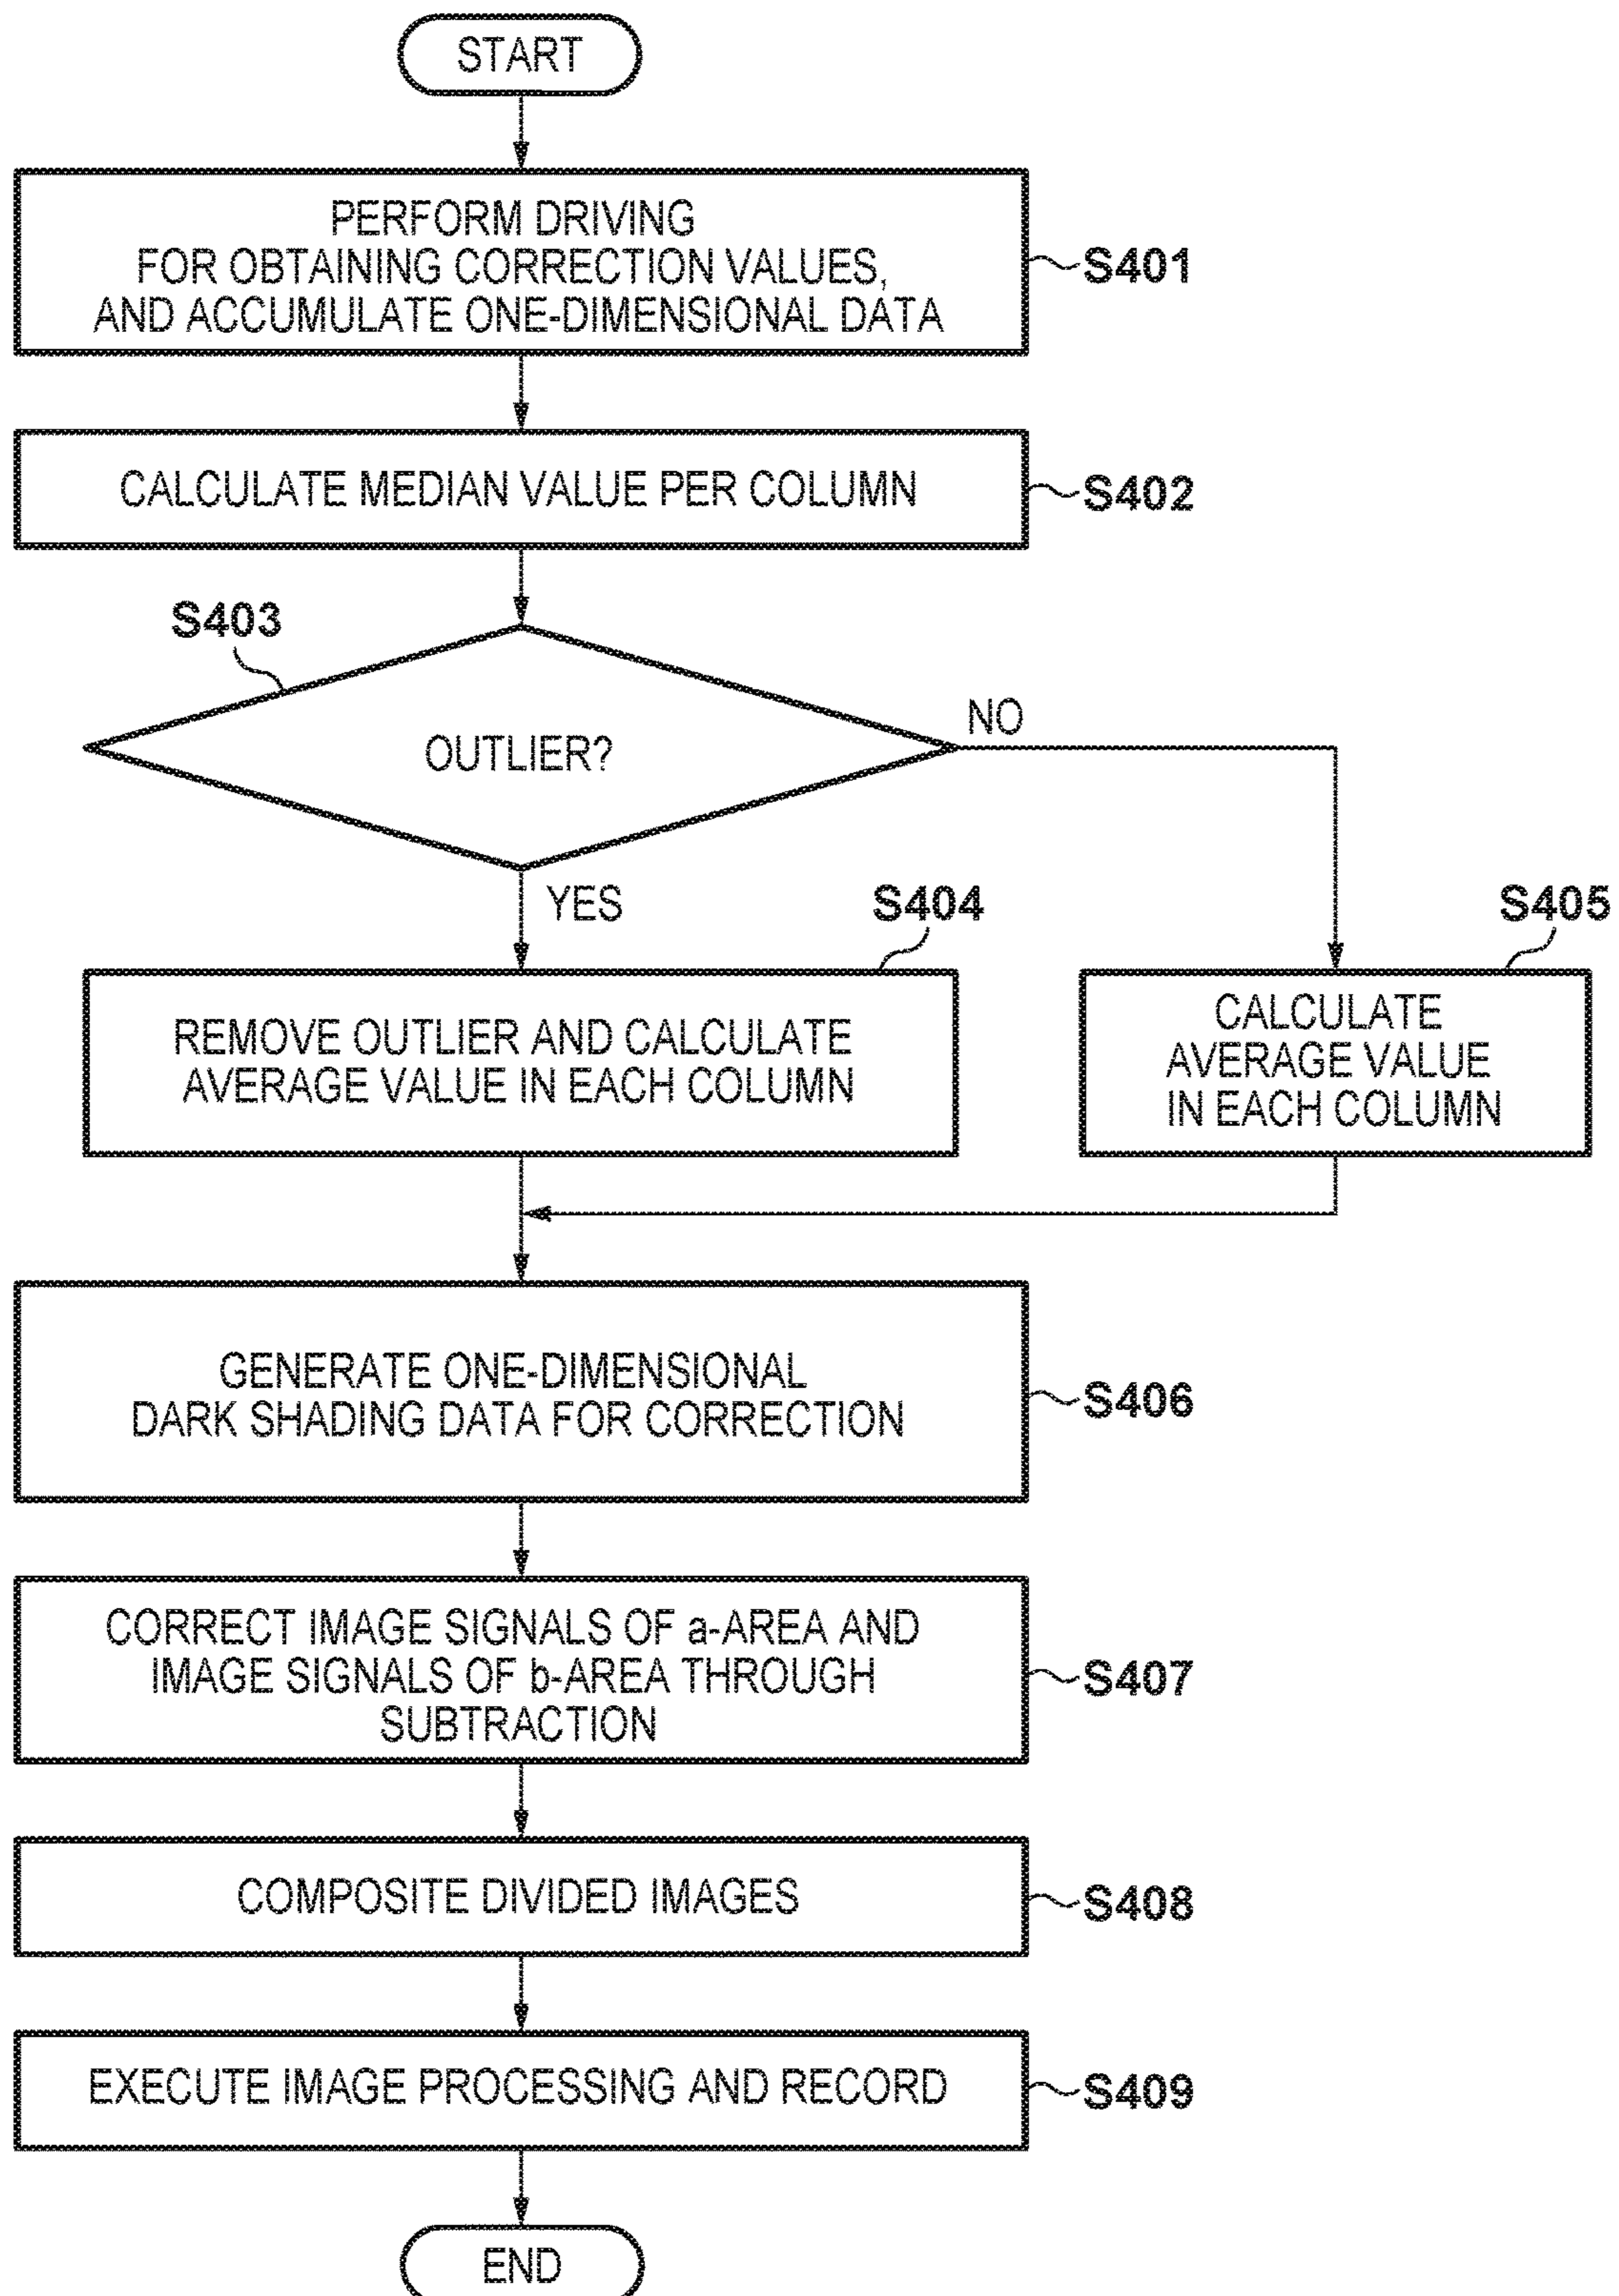 START
PERFORM DRIVING
FOR OBTAINING CORRECTION VALUES,
AND ACCUMULATE ONE-DIMENSIONAL DATA
S401
CALCULATE MEDIAN VALUE PER COLUMN
S402
S403
OUTLIER?
NO
YES
S404
REMOVE OUTLIER AND CALCULATE
AVERAGE VALUE IN EACH COLUMN
S405
CALCULATE
AVERAGE VALUE
IN EACH COLUMN
GENERATE ONE-DIMENSIONAL
DARK SHADING DATA FOR CORRECTION
S406
CORRECT IMAGE SIGNALS OF a-AREA AND
IMAGE SIGNALS OF b-AREA THROUGH
SUBTRACTION
S407
COMPOSITE DIVIDED IMAGES
S408
EXECUTE IMAGE PROCESSING AND RECORD
S409
END